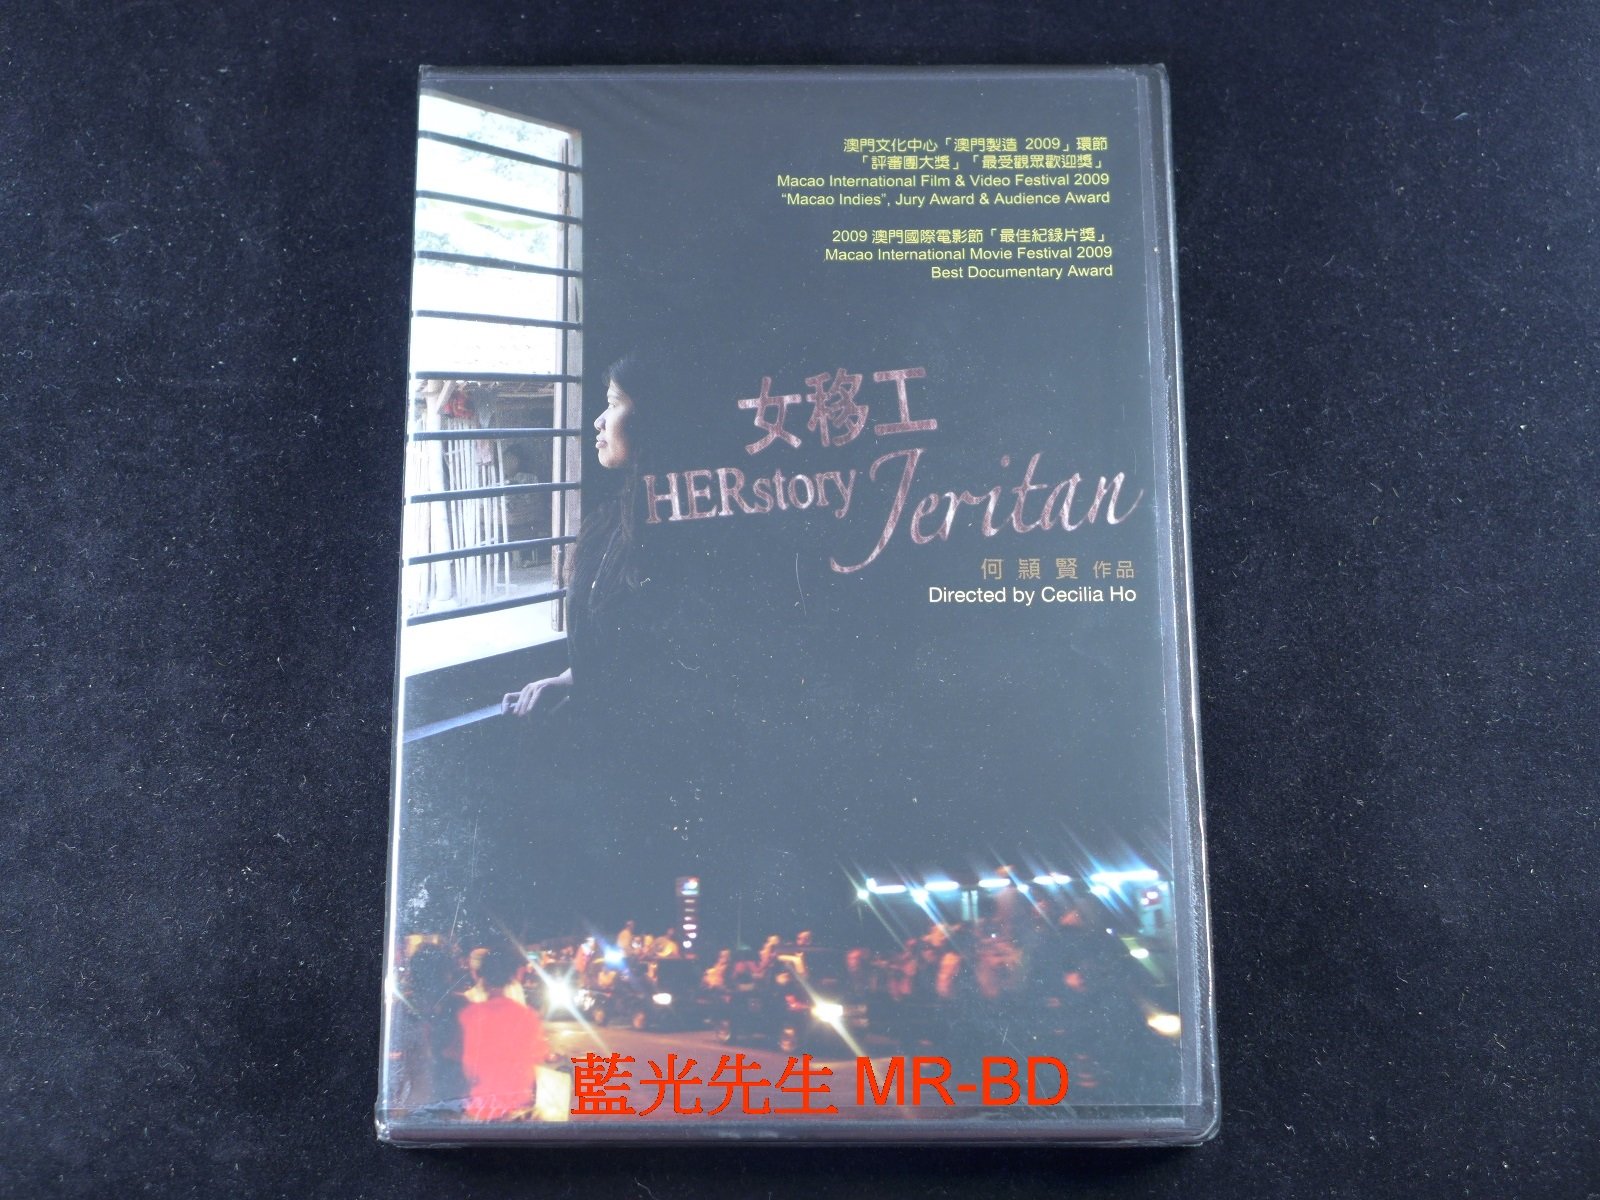 澳門文化中心「澳門製造 2009」環節
「評審團大獎」「最受觀眾歡迎獎」
Macao International Film & Video Festival 2009
“Macao Indies”, Jury Award & Audience Award
2009 澳門國際電影節「最佳紀錄片獎」
Macao International Movie Festival 2009
Best Documentary Award
女移工
HERstory Jeritan
何穎賢 作品
Directed by Cecilia Ho
藍光先生 MR-BD